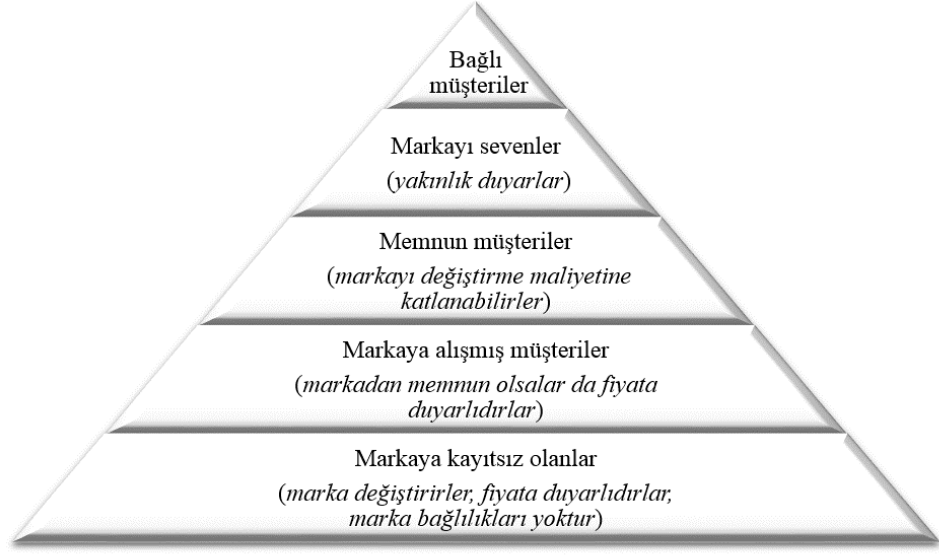 Bağlı
müşteriler
Markayı sevenler
(yakınlık duyarlar)
Memnun müşteriler
(markayı değiştirme maliyetine
katlanabilirler)
Markaya alışmış müşteriler
(markadan memnun olsalar da fiyata
duyarlıdırlar)
Markaya kayıtsız olanlar
(marka değiştirirler, fiyata duyarlıdırlar,
marka bağlılıkları yoktur)